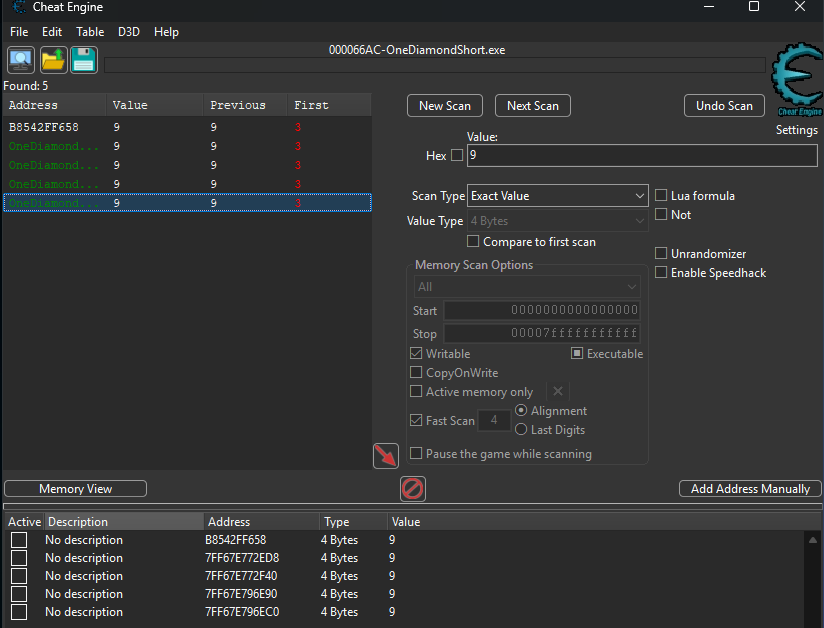 Cheat Engine
File Edit Table D3D Help
000066AC-OneDiamondShort.exe
Found: 5
Address Value Previous First
B8542FF658 9 9 3
OneDiamond... 9 9 3
OneDiamond... 9 9 3
OneDiamond... 9 9 3
OneDiamond... 9 9 3
New Scan Next Scan Undo Scan
Cheat Engine
Settings
Value:
Hex 9
Scan Type Exact Value Lua formula
Value Type 4 Bytes Not
Compare to first scan
Memory Scan Options
All
Unrandomizer
Enable Speedhack
Start 0000000000000000
Stop 00007fffffffffff
Writable Executable
CopyOnWrite
Active memory only
Fast Scan 4 Alignment
Last Digits
Pause the game while scanning
Memory View Add Address Manually
Active Description Address Type Value
No description B8542FF658 4 Bytes 9
No description 7FF67E772ED8 4 Bytes 9
No description 7FF67E772F40 4 Bytes 9
No description 7FF67E796E90 4 Bytes 9
No description 7FF67E796EC0 4 Bytes 9